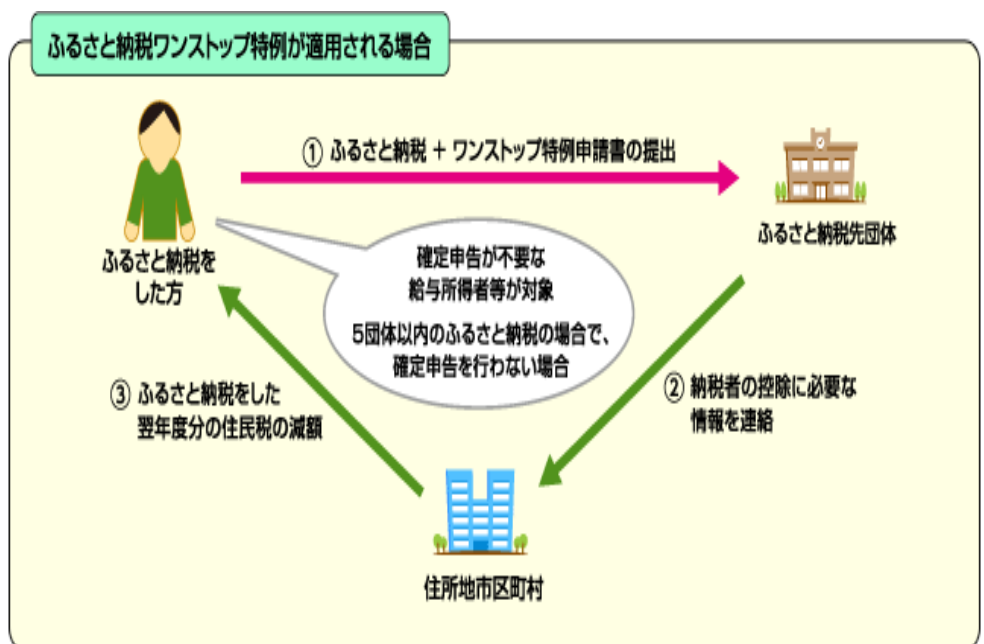 ふるさと納税ワンストップ特例が適用される場合
① ふるさと納税 + ワンストップ特例申請書の提出
ふるさと納税先団体
ふるさと納税を
した方
確定申告が不要な
給与所得者等が対象
5団体以内のふるさと納税の場合で、
確定申告を行わない場合
② 納税者の控除に必要な
情報を連絡
③ ふるさと納税をした
翌年度分の住民税の減額
住所地市区町村